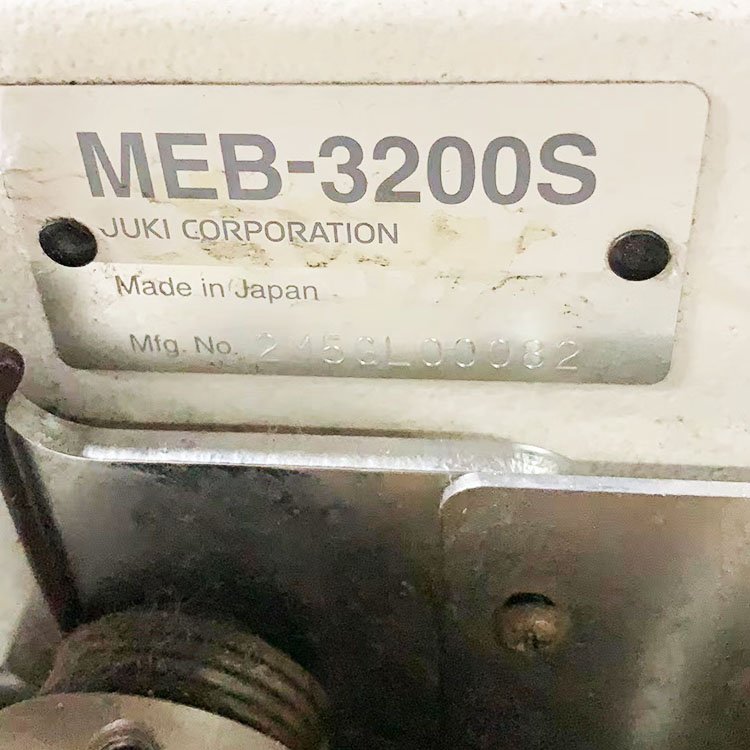 MEB-3200S
JUKI CORPORATION
Made in Japan
Mfg. No.